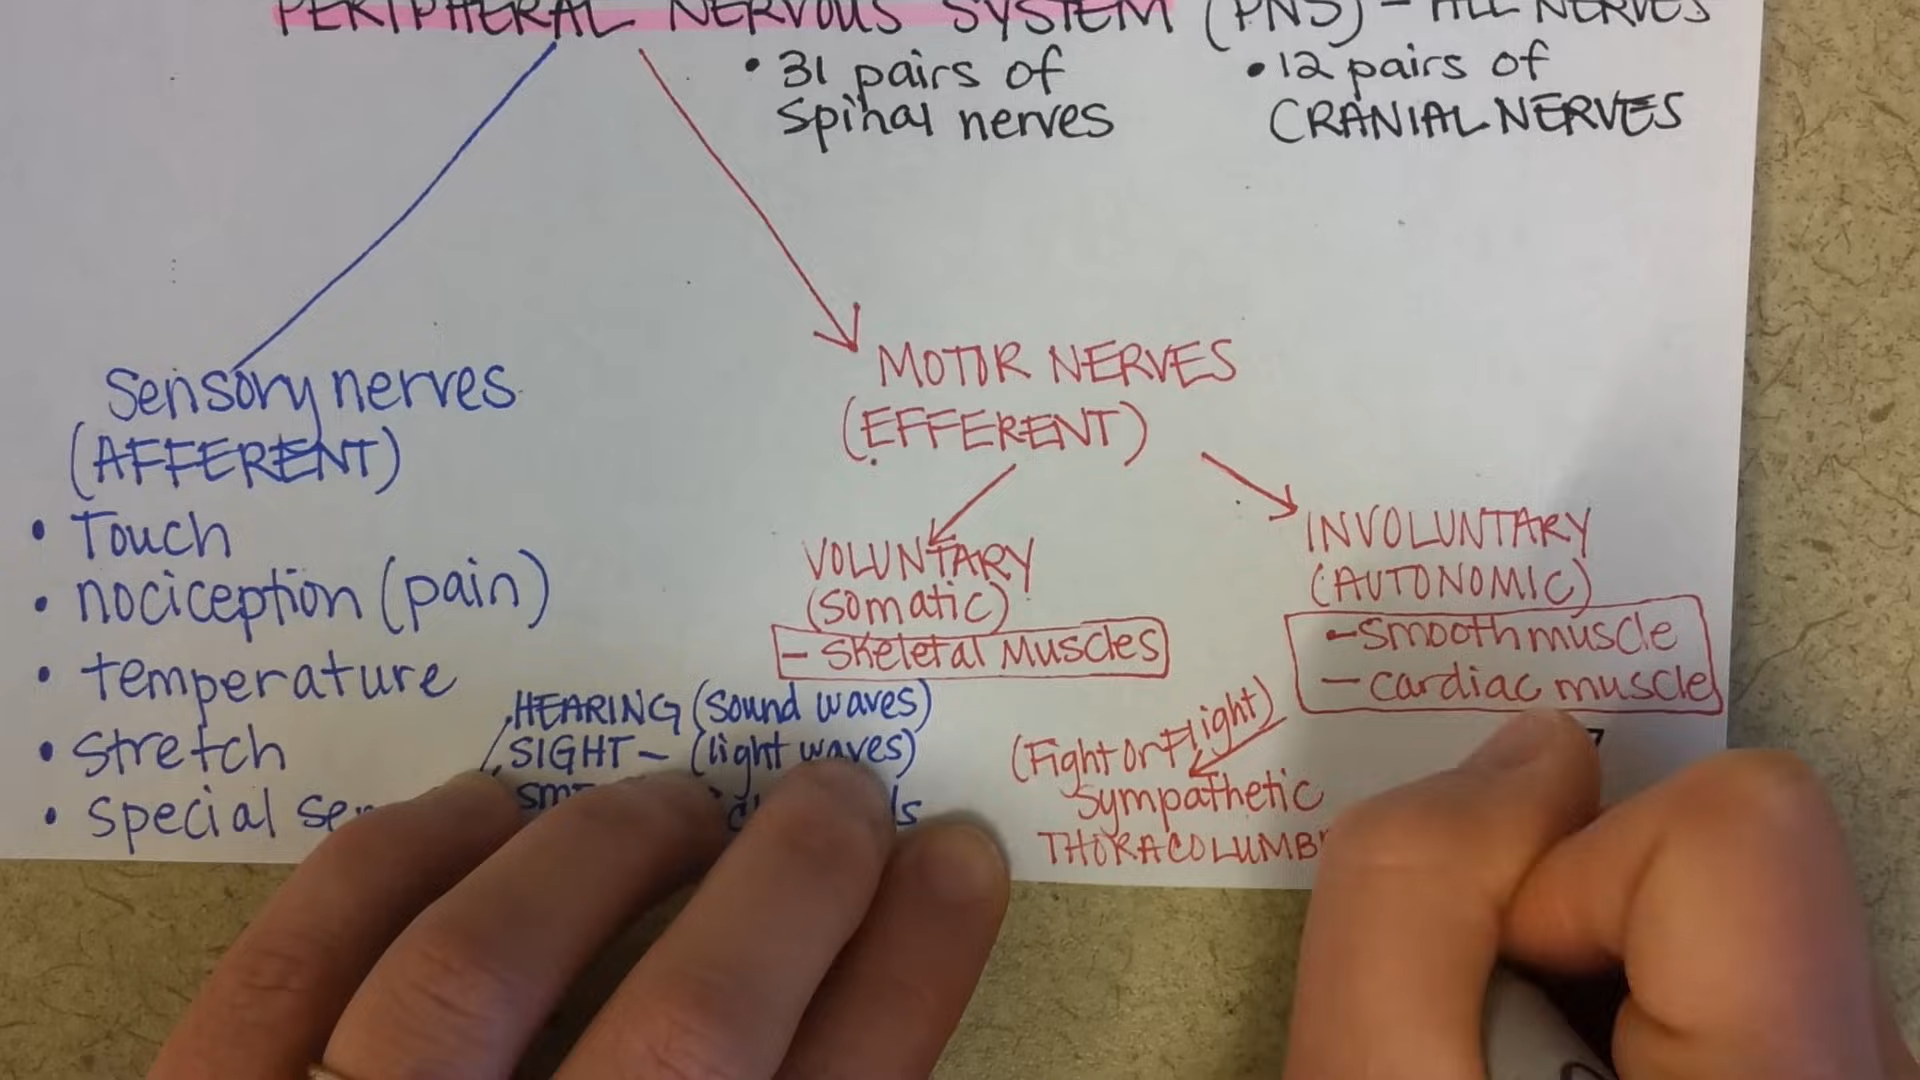 PERIPHERAL NERVOUS SYSTEM (PNS) - ALL NERVES
• 31 pairs of
Spinal nerves
• 12 pairs of
CRANIAL NERVES
Sensory nerves
(AFFERENT)
• Touch
• nociception (pain)
• temperature
• Stretch
• special
HEARING (sound waves)
SIGHT - (light waves)
MOTOR NERVES
(EFFERENT)
VOLUNTARY
(somatic)
- Skeletal Muscles
INVOLUNTARY
(AUTONOMIC)
- smooth muscle
- cardiac muscle
(Fight or Flight)
Sympathetic